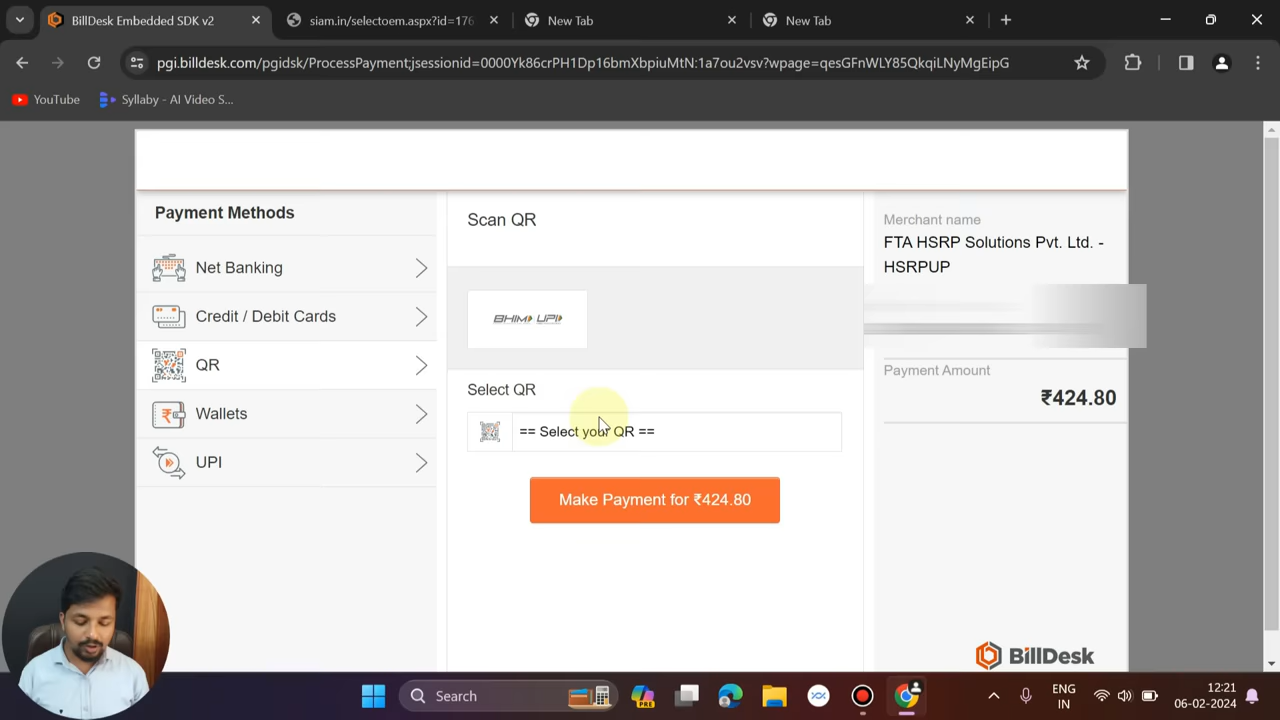 BillDesk Embedded SDK v2
siam.in/selectoem.aspx?id=176
New Tab
New Tab
pgi.billdesk.com/pgidsk/ProcessPayment;jsessionid=0000Yk86crPH1Dp16bmXbpiuMtN:1a7ou2vsv?wpage=qesGFnWLY85QkqiLNyMgEipG
YouTube
Syllaby - AI Video S...
Payment Methods
Net Banking
Credit / Debit Cards
QR
Wallets
UPI
Scan QR
BHIM UPI
Select QR
== Select your QR ==
Make Payment for ₹424.80
Merchant name
FTA HSRP Solutions Pvt. Ltd. -
HSRPUP
Payment Amount
₹424.80
BillDesk
Search
PRE
ENG
IN
12:21
06-02-2024